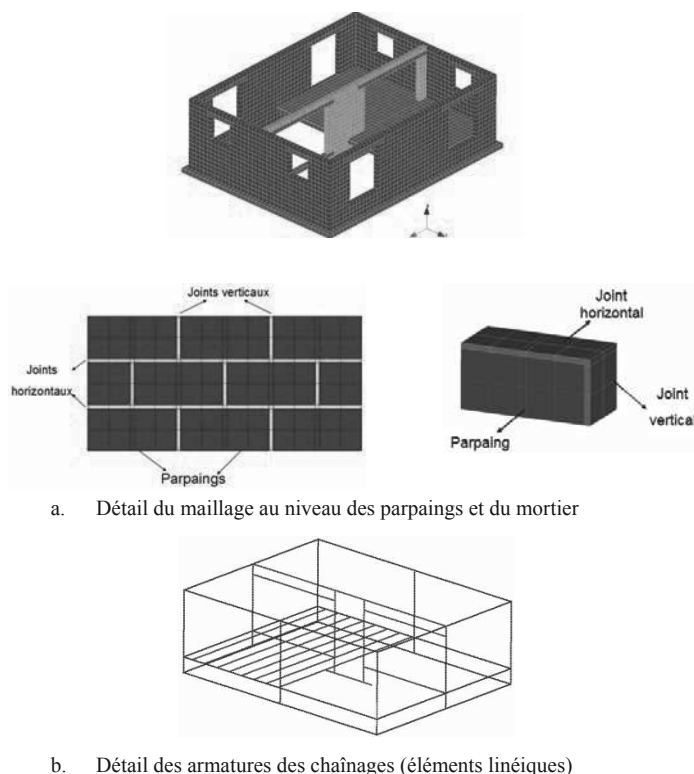 Joints verticaux
Joints
horizontaux
Parpaings
Joint
horizontal
Joint
vertical
Parpaing
a. Détail du maillage au niveau des parpaings et du mortier
b. Détail des armatures des chaînages (éléments linéiques)